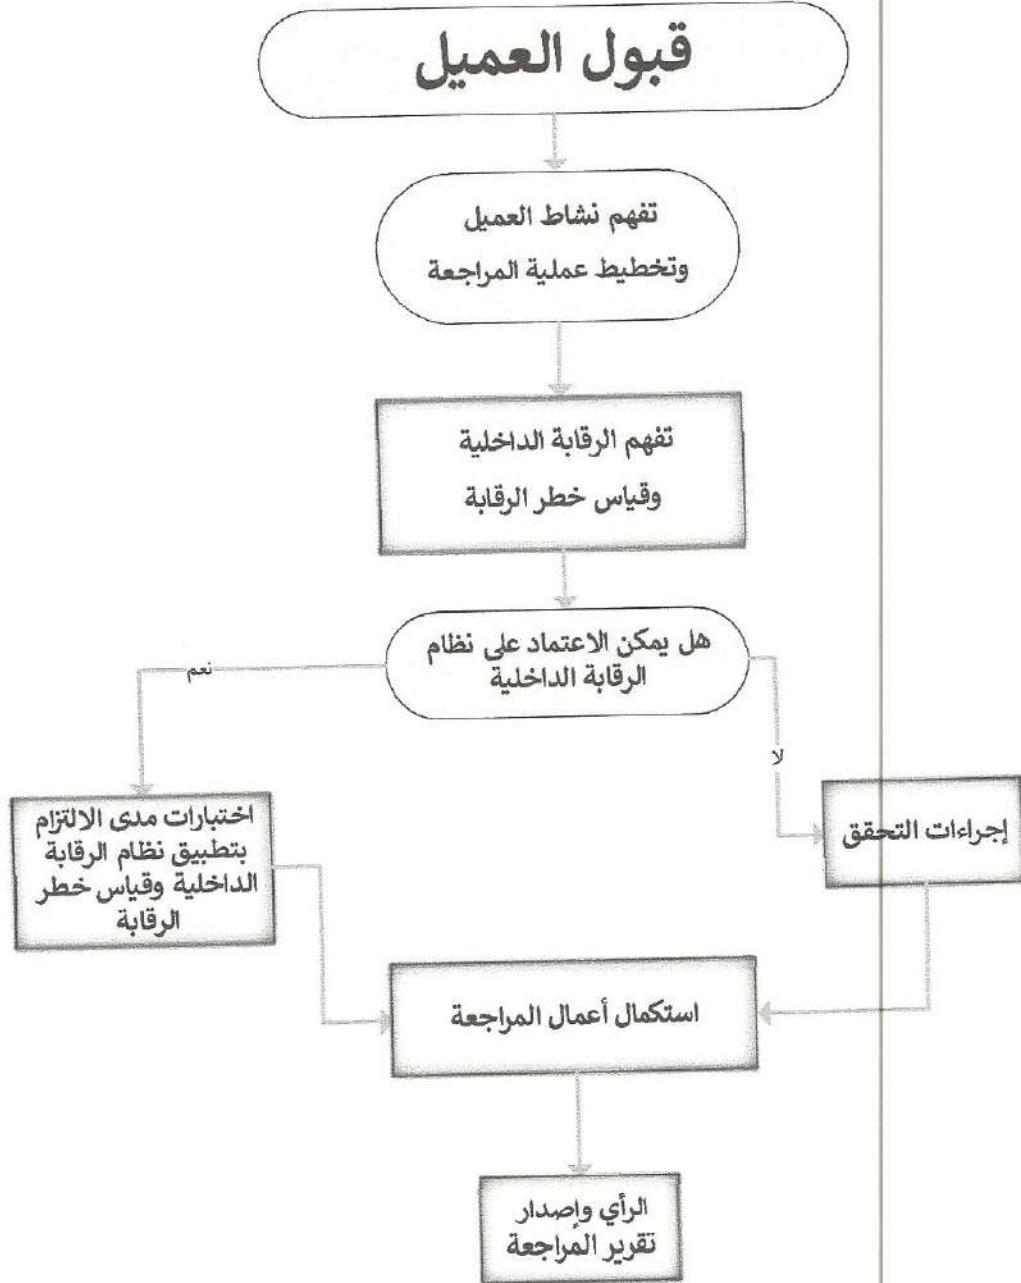 قبول العميل
تفهم نشاط العميل
وتخطيط عملية المراجعة
تفهم الرقابة الداخلية
وقياس خطر الرقابة
هل يمكن الاعتماد على نظام
الرقابة الداخلية
نعم
لا
إجراءات التحقق
اختبارات مدى الالتزام
بتطبيق نظام الرقابة
الداخلية وقياس خطر
الرقابة
استكمال أعمال المراجعة
الرأي وإصدار
تقرير المراجعة